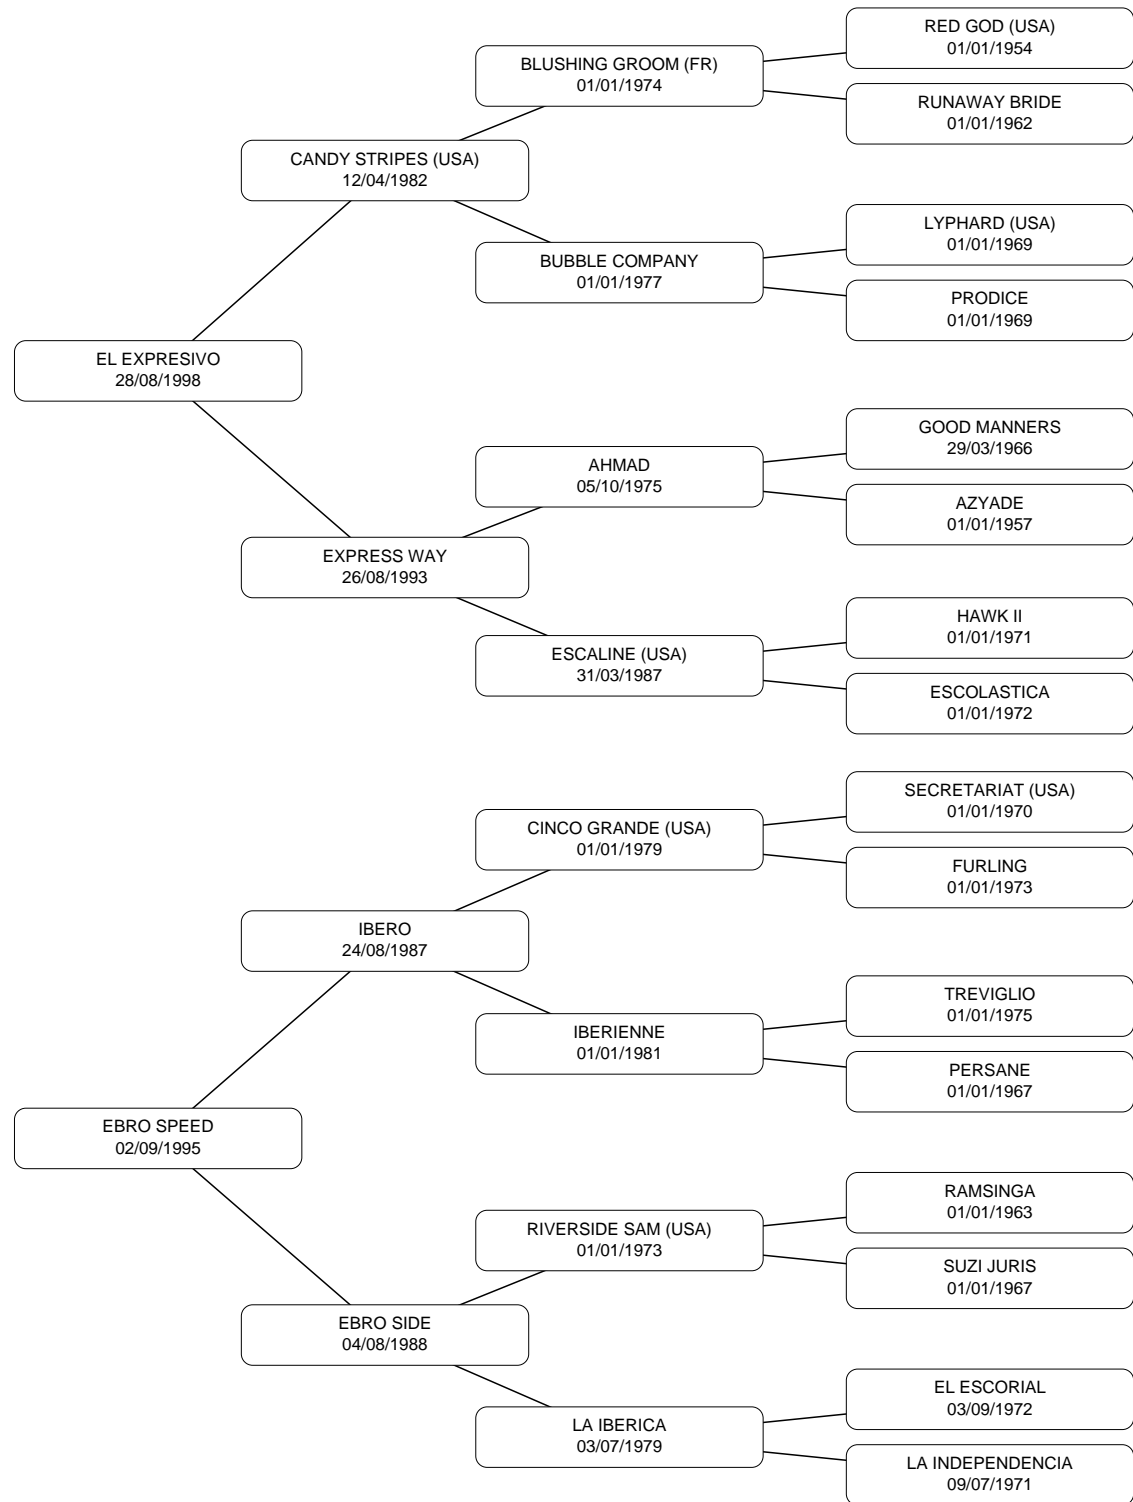 RED GOD (USA)
01/01/1954
BLUSHING GROOM (FR)
01/01/1974
RUNAWAY BRIDE
01/01/1962
CANDY STRIPES (USA)
12/04/1982
LYPHARD (USA)
01/01/1969
BUBBLE COMPANY
01/01/1977
PRODICE
01/01/1969
EL EXPRESIVO
28/08/1998
GOOD MANNERS
29/03/1966
AHMAD
05/10/1975
AZYADE
01/01/1957
EXPRESS WAY
26/08/1993
HAWK II
01/01/1971
ESCALINE (USA)
31/03/1987
ESCOLASTICA
01/01/1972
SECRETARIAT (USA)
01/01/1970
CINCO GRANDE (USA)
01/01/1979
FURLING
01/01/1973
IBERO
24/08/1987
TREVIGLIO
01/01/1975
IBERIENNE
01/01/1981
PERSANE
01/01/1967
EBRO SPEED
02/09/1995
RAMSINGA
01/01/1963
RIVERSIDE SAM (USA)
01/01/1973
SUZI JURIS
01/01/1967
EBRO SIDE
04/08/1988
EL ESCORIAL
03/09/1972
LA IBERICA
03/07/1979
LA INDEPENDENCIA
09/07/1971